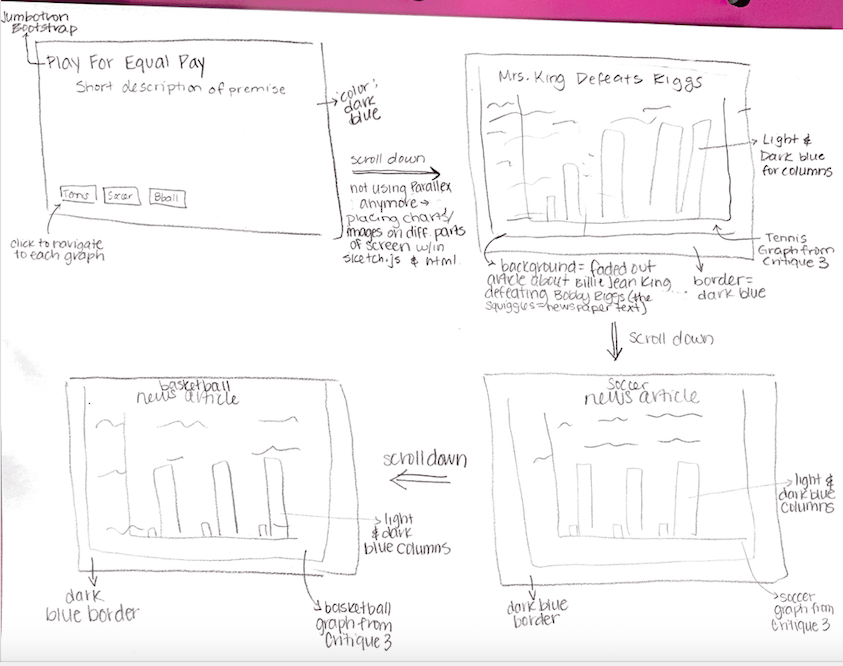 Jumbotron
Bootstrap
Play For Equal Pay
Short description of premise
color:
dark
blue
Soccer
Bball
click to navigate
to each graph
scroll down
not using Parallex
anymore →
placing charts/
images on diff. parts
of screen w/in
sketch.js & html
Mrs. King Defeats Riggs
Light &
Dark blue
for columns
Tennis
Graph from
Critique 3
background = faded out
article about Billie Jean King
defeating Bobby Riggs (the
squiggles = newspaper text)
border =
dark blue
scroll down
soccer
news article
light &
dark blue
columns
dark blue
border
soccer
graph from
Critique 3
scroll down
basketball
news article
light
& dark
blue columns
dark
blue border
basketball
graph from
Critique 3